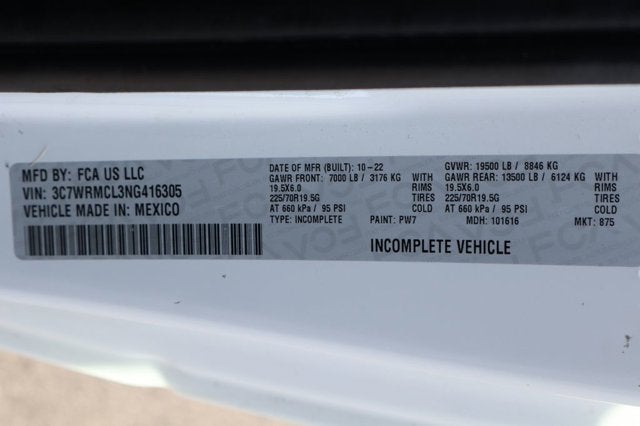 MFD BY: FCA US LLC
VIN: 3C7WRMCL3NG416305
VEHICLE MADE IN: MEXICO
DATE OF MFR (BUILT): 10-22
GAWR FRONT: 7000 LB / 3176 KG WITH
19.5X6.0 RIMS
225/70R19.5G TIRES
AT 660 kPa / 95 PSI COLD
TYPE: INCOMPLETE PAINT: PW7
GVWR: 19500 LB / 8846 KG
GAWR REAR: 13500 LB / 6124 KG WITH
19.5X6.0 RIMS
225/70R19.5G TIRES
AT 660 kPa / 95 PSI COLD
MDH: 101616 MKT: 875
INCOMPLETE VEHICLE